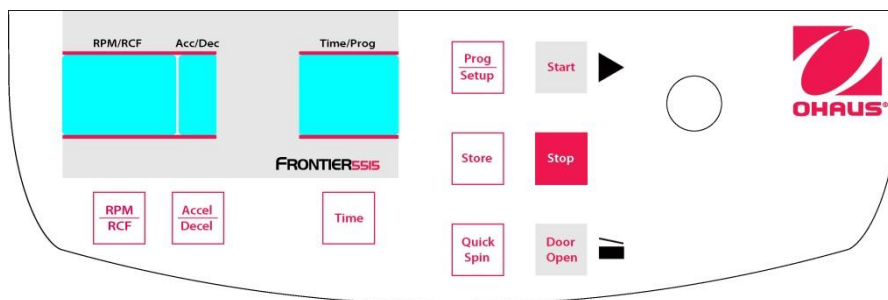 RPM/RCF Acc/Dec Time/Prog
FRONTIER5515
RPM
RCF
Accel
Decel
Time
Prog
Setup
Start
Store
Stop
Quick
Spin
Door
Open
OHAUS®